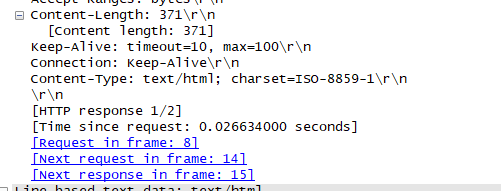 Accept-Ranges: bytes\r\n
Content-Length: 371\r\n
[Content length: 371]
Keep-Alive: timeout=10, max=100\r\n
Connection: Keep-Alive\r\n
Content-Type: text/html; charset=ISO-8859-1\r\n
\r\n
[HTTP response 1/2]
[Time since request: 0.026634000 seconds]
[Request in frame: 8]
[Next request in frame: 14]
[Next response in frame: 15]
Line-based text data: text/html